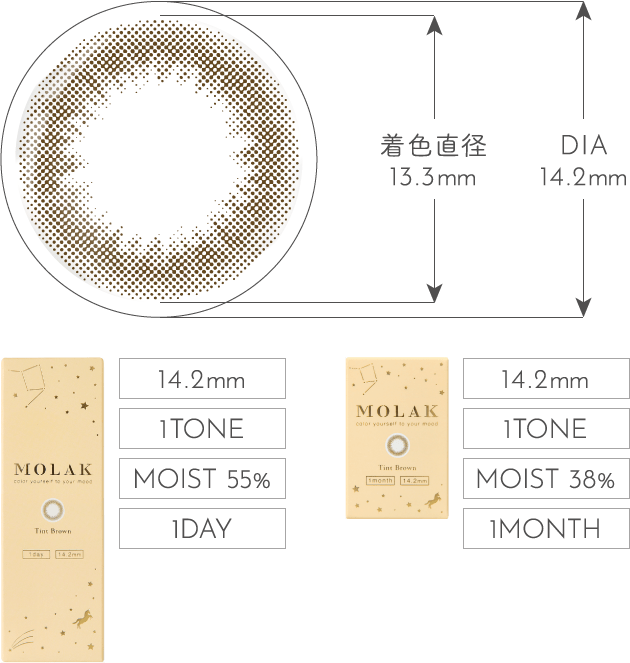 着色直径
13.3mm
DIA
14.2mm
MOLAK
color yourself to your mood
Tint Brown
1day
14.2mm
14.2mm
1TONE
MOIST 55%
1DAY
MOLAK
color yourself to your mood
Tint Brown
1month
14.2mm
14.2mm
1TONE
MOIST 38%
1MONTH